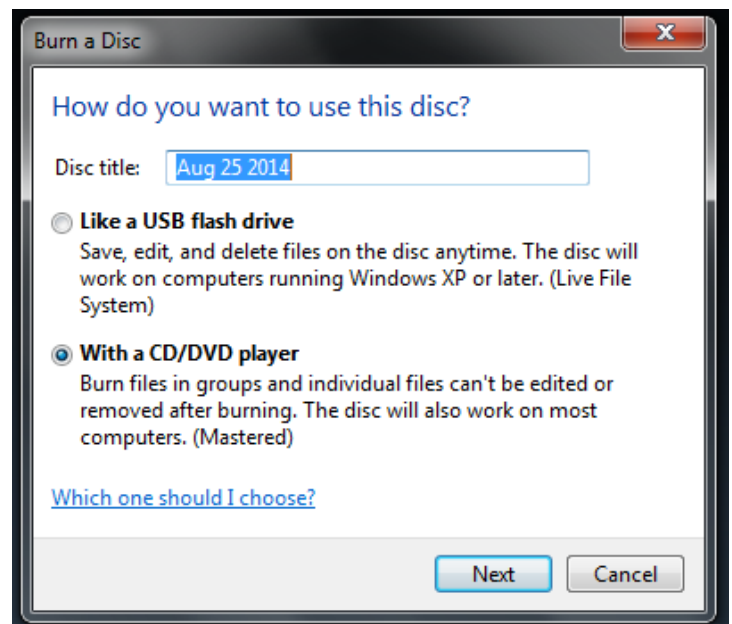 Burn a Disc
How do you want to use this disc?
Disc title: Aug 25 2014
Like a USB flash drive
Save, edit, and delete files on the disc anytime. The disc will
work on computers running Windows XP or later. (Live File
System)
With a CD/DVD player
Burn files in groups and individual files can't be edited or
removed after burning. The disc will also work on most
computers. (Mastered)
Which one should I choose?
Next Cancel